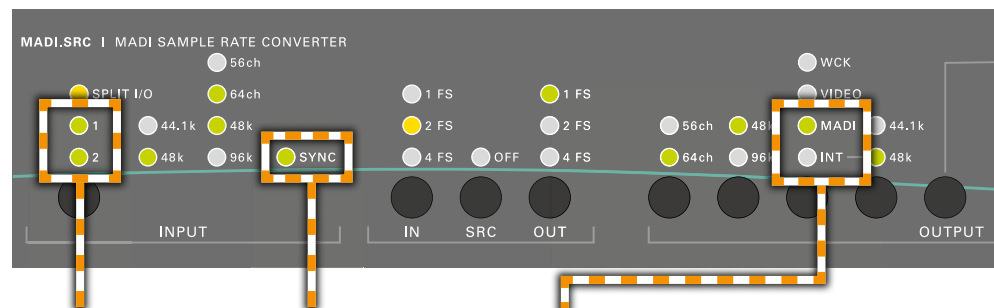 MADI.SRC I MADI SAMPLE RATE CONVERTER
56ch
WCK
SPLIT I/O
64ch
1 FS
1 FS
VIDEO
1
44.1k
48k
2 FS
2 FS
56ch
48k
MADI
44.1k
2
48k
96k
SYNC
4 FS
OFF
4 FS
64ch
96k
INT
48k
INPUT
IN
SRC
OUT
OUTPUT